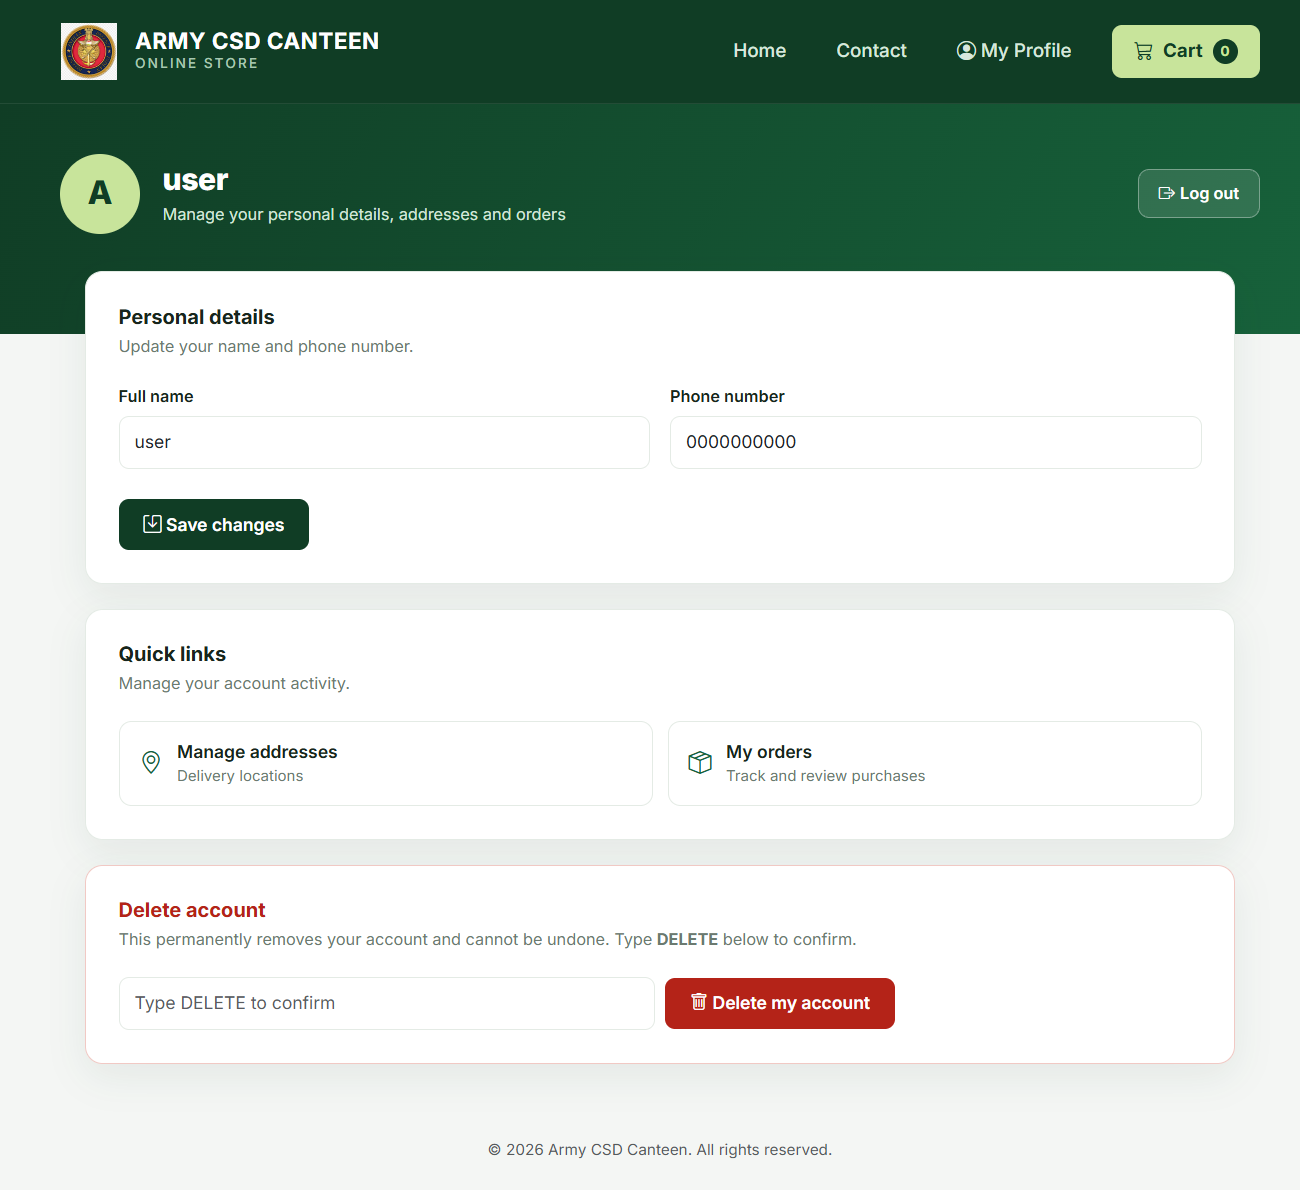 ARMY CSD CANTEEN
ONLINE STORE
Home
Contact
My Profile
Cart 0
A
user
Manage your personal details, addresses and orders
Log out
Personal details
Update your name and phone number.
Full name
Phone number
user
0000000000
Save changes
Quick links
Manage your account activity.
Manage addresses
Delivery locations
My orders
Track and review purchases
Delete account
This permanently removes your account and cannot be undone. Type DELETE below to confirm.
Type DELETE to confirm
Delete my account
© 2026 Army CSD Canteen. All rights reserved.